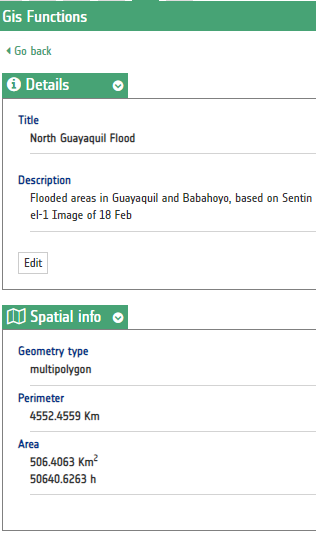 Gis Functions
Go back
Details
Title
North Guayaquil Flood
Description
Flooded areas in Guayaquil and Babahoyo, based on Sentin
el-1 Image of 18 Feb
Edit
Spatial info
Geometry type
multipolygon
Perimeter
4552.4559 Km
Area
506.4063 Km²
50640.6263 h